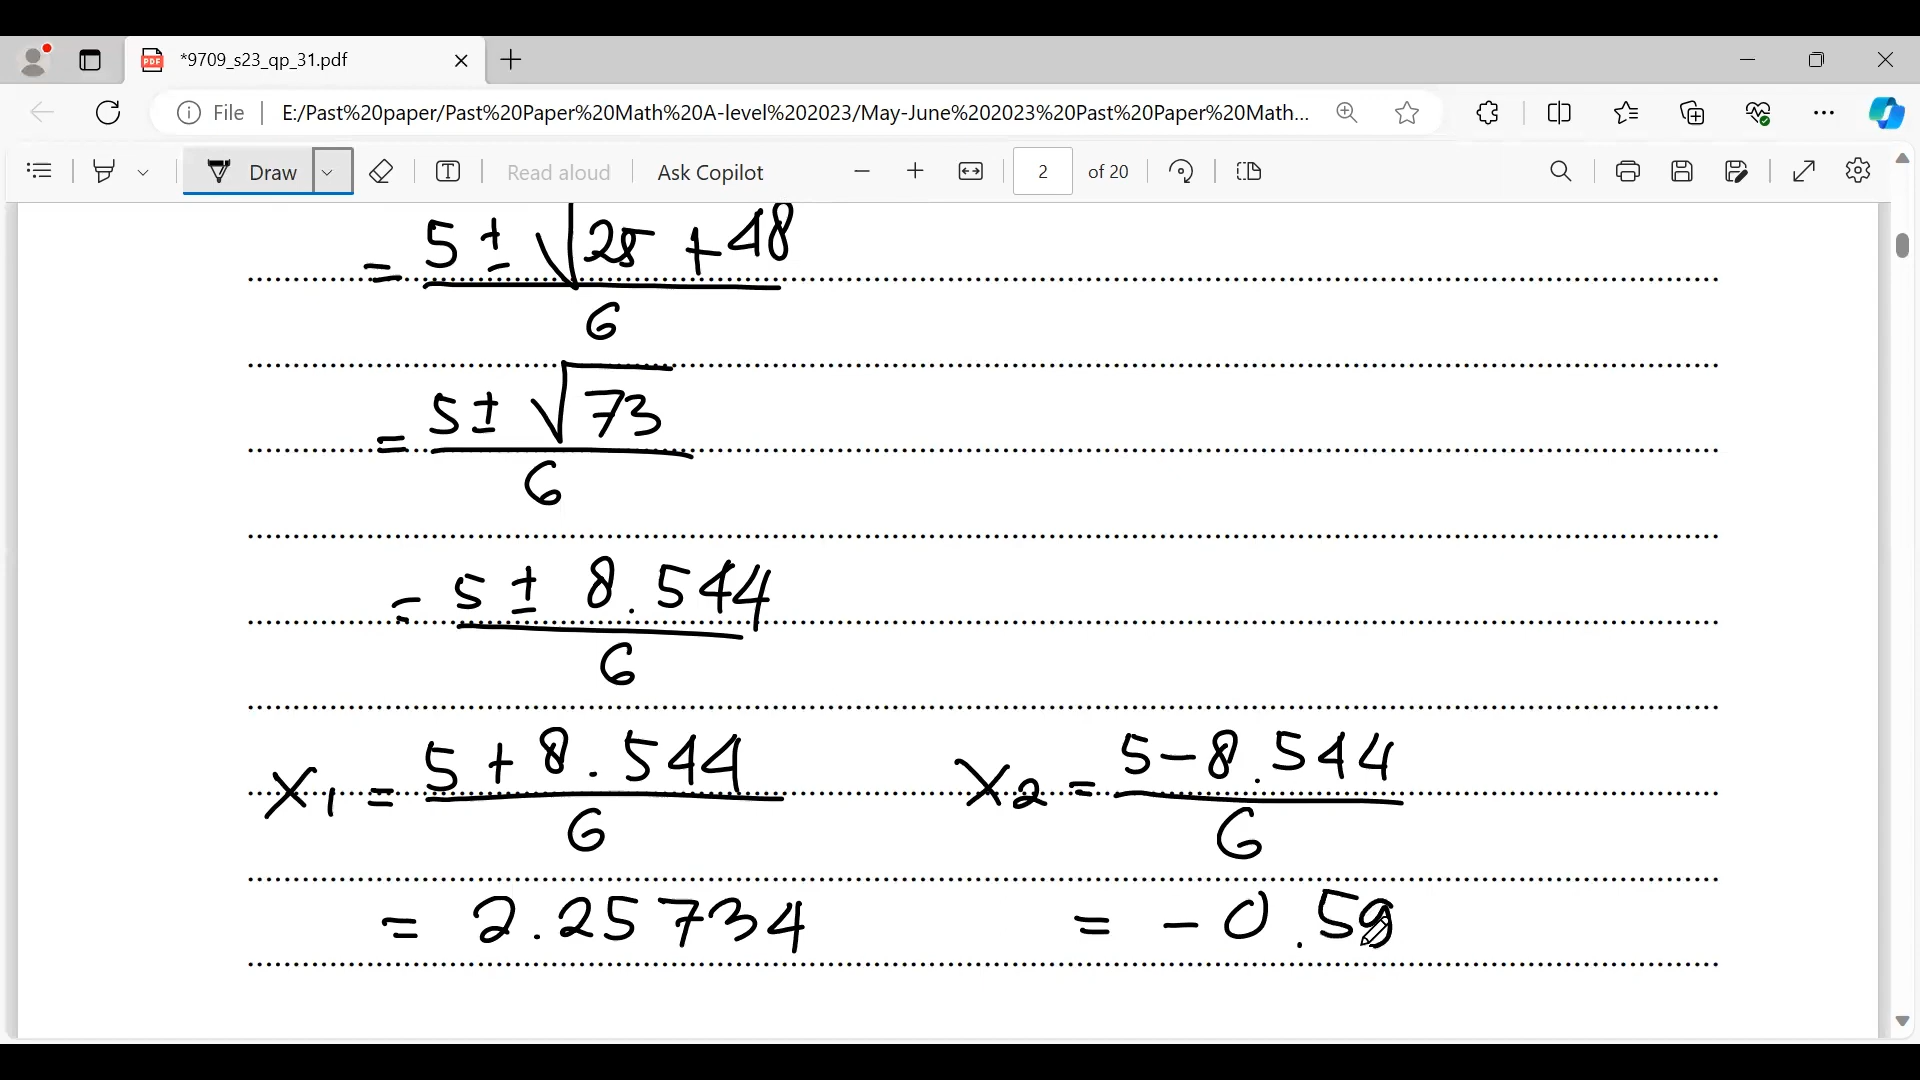 *9709_s23_qp_31.pdf
File E:/Past%20paper/Past%20Paper%20Math%20A-level%202023/May-June%202023%20Past%20Paper%20Math...
Draw Read aloud Ask Copilot 2 of 20
= 5 ± √25 + 48
6
= 5 ± √73
6
= 5 ± 8.544
6
x1 = 5 + 8.544 x2 = 5 - 8.544
6 6
= 2.25734 = - 0.59